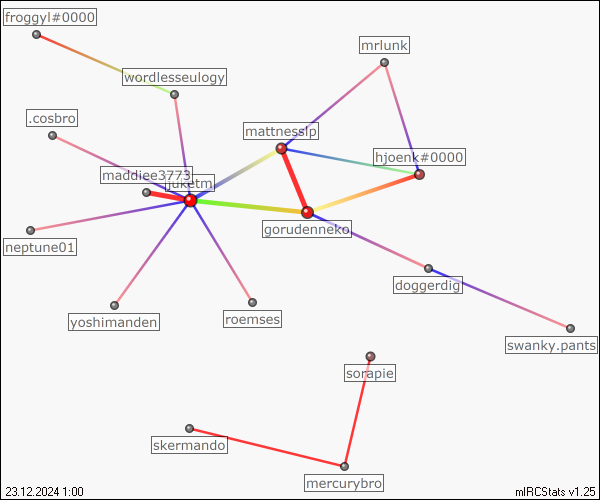 froggyl#0000
mrlunk
wordlesseulogy
.cosbro
mattnesslp
hjoenk#0000
maddiee3773
juketm
gorudenneko
neptune01
doggerdig
yoshimanden
roemses
swanky.pants
sorapie
skermando
mercurybro
23.12.2024 1:00
mIRCStats v1.25